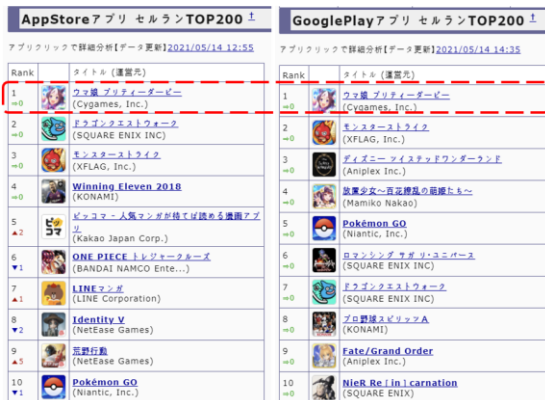 AppStoreアプリ セルランTOP200 ↑
アプリクリックで詳細分析【データ更新】2021/05/14 12:55
Rank タイトル (運営元)
1 ウマ娘 プリティーダービー
⇒0 (Cygames, Inc.)
2 ドラゴンクエストウォーク
⇒0 (SQUARE ENIX INC)
3 モンスターストライク
⇒0 (XFLAG, Inc.)
4 Winning Eleven 2018
⇒0 (KONAMI)
5 ピッコマ - 人気マンガが待てば読める漫画アプ
▲2 リ
(Kakao Japan Corp.)
ピッコマ
6 ONE PIECE トレジャークルーズ
▼1 (BANDAI NAMCO Ente...)
7 LINEマンガ
▲1 (LINE Corporation)
8 Identity V
▼2 (NetEase Games)
9 荒野行動
▲5 (NetEase Games)
10 Pokémon GO
▼1 (Niantic, Inc.)
GooglePlayアプリ セルランTOP200 ↑
アプリクリックで詳細分析【データ更新】2021/05/14 14:35
Rank タイトル (運営元)
1 ウマ娘 プリティーダービー
⇒0 (Cygames, Inc.)
2 モンスターストライク
⇒0 (XFLAG, Inc.)
3 ディズニー ツイステッドワンダーランド
⇒0 (Aniplex Inc.)
4 放置少女〜百花繚乱の萌姫たち〜
⇒0 (Mamiko Nakao)
5 Pokémon GO
⇒0 (Niantic, Inc.)
6 ロマンシング サガ リ・ユニバース
⇒0 (SQUARE ENIX INC)
7 ドラゴンクエストウォーク
⇒0 (SQUARE ENIX INC)
8 プロ野球スピリッツA
⇒0 (KONAMI)
9 Fate/Grand Order
⇒0 (Aniplex Inc.)
10 NieR Re[in]carnation
⇒0 (SQUARE ENIX INC)